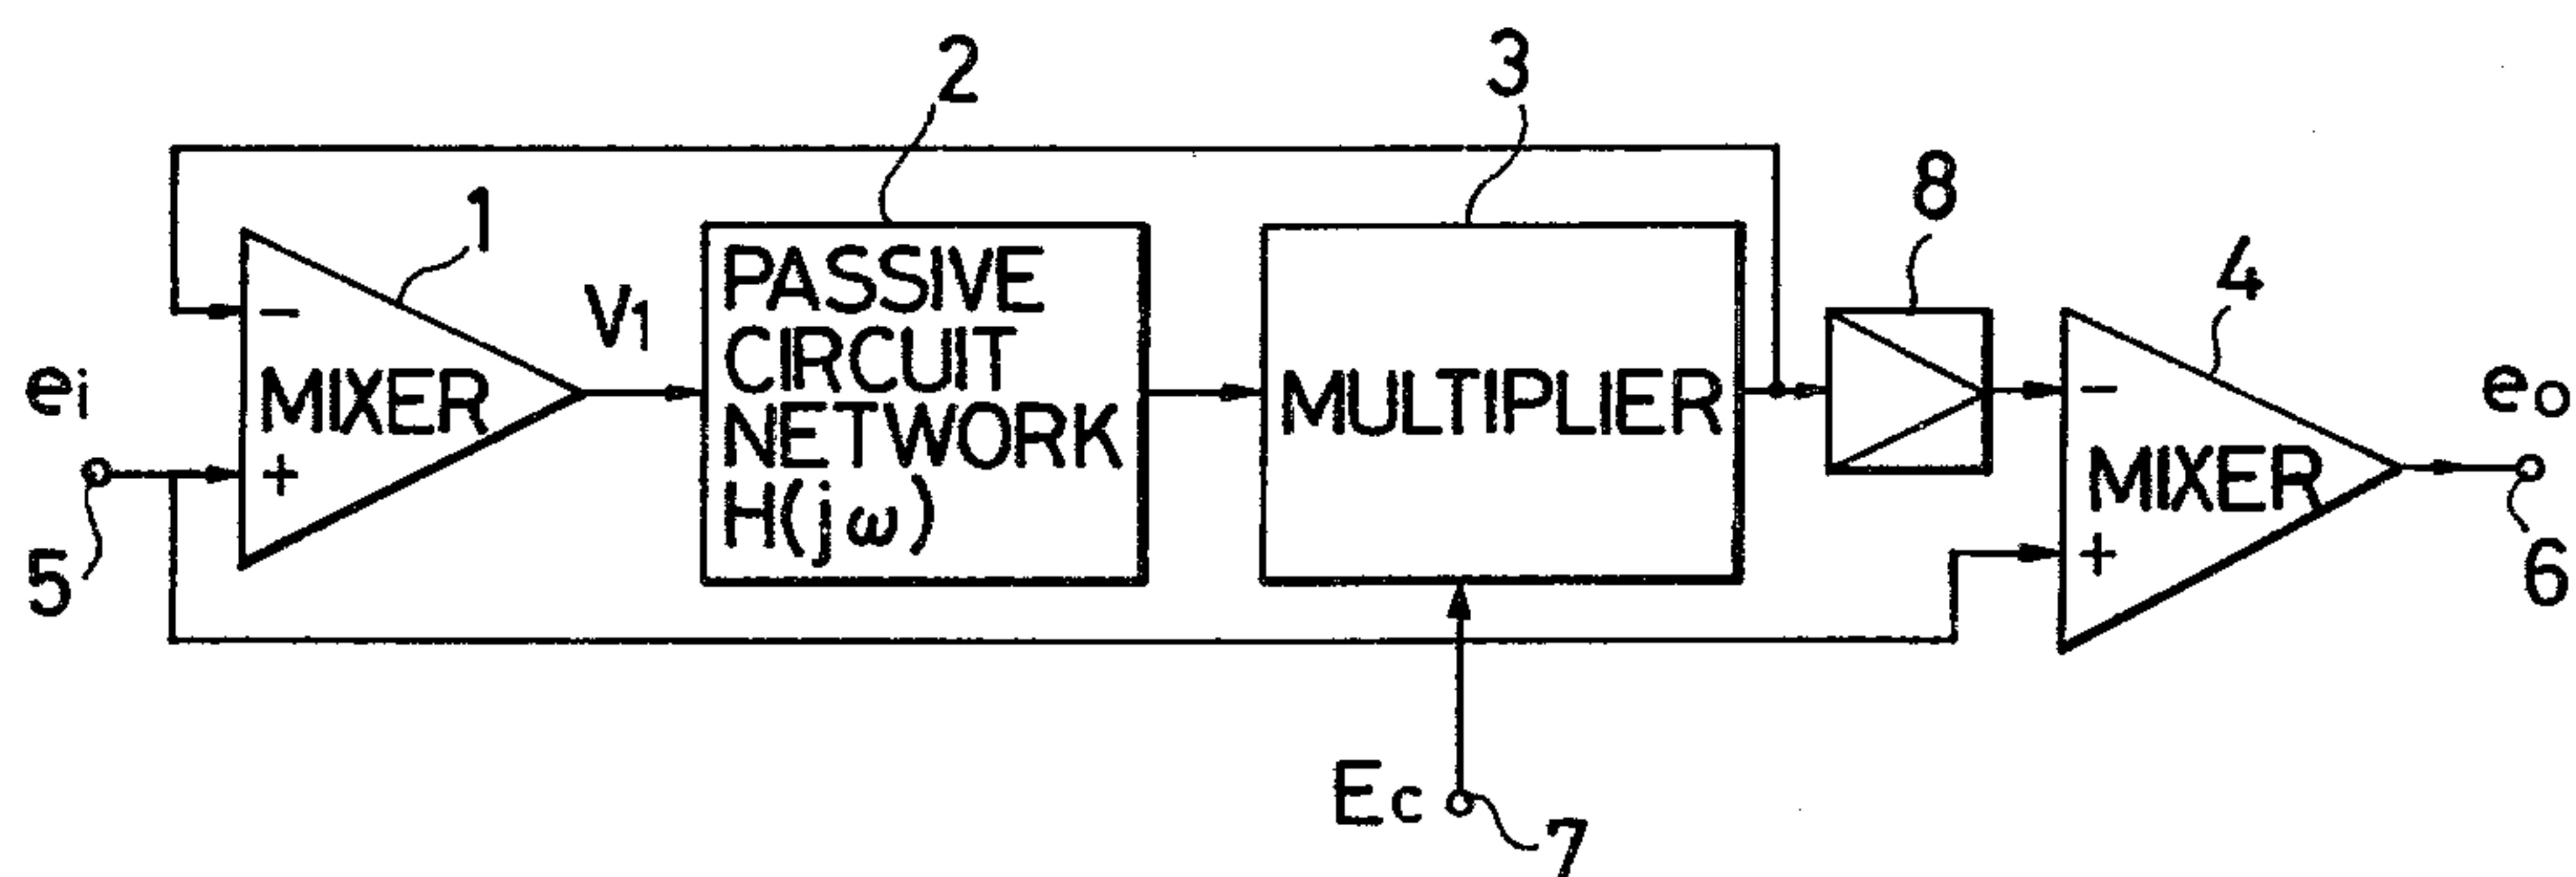 2
3
8
1
4
V1
PASSIVE
CIRCUIT
NETWORK
H(jω)
MULTIPLIER
−
MIXER
+
ei
5
−
MIXER
+
eo
6
Ec
7